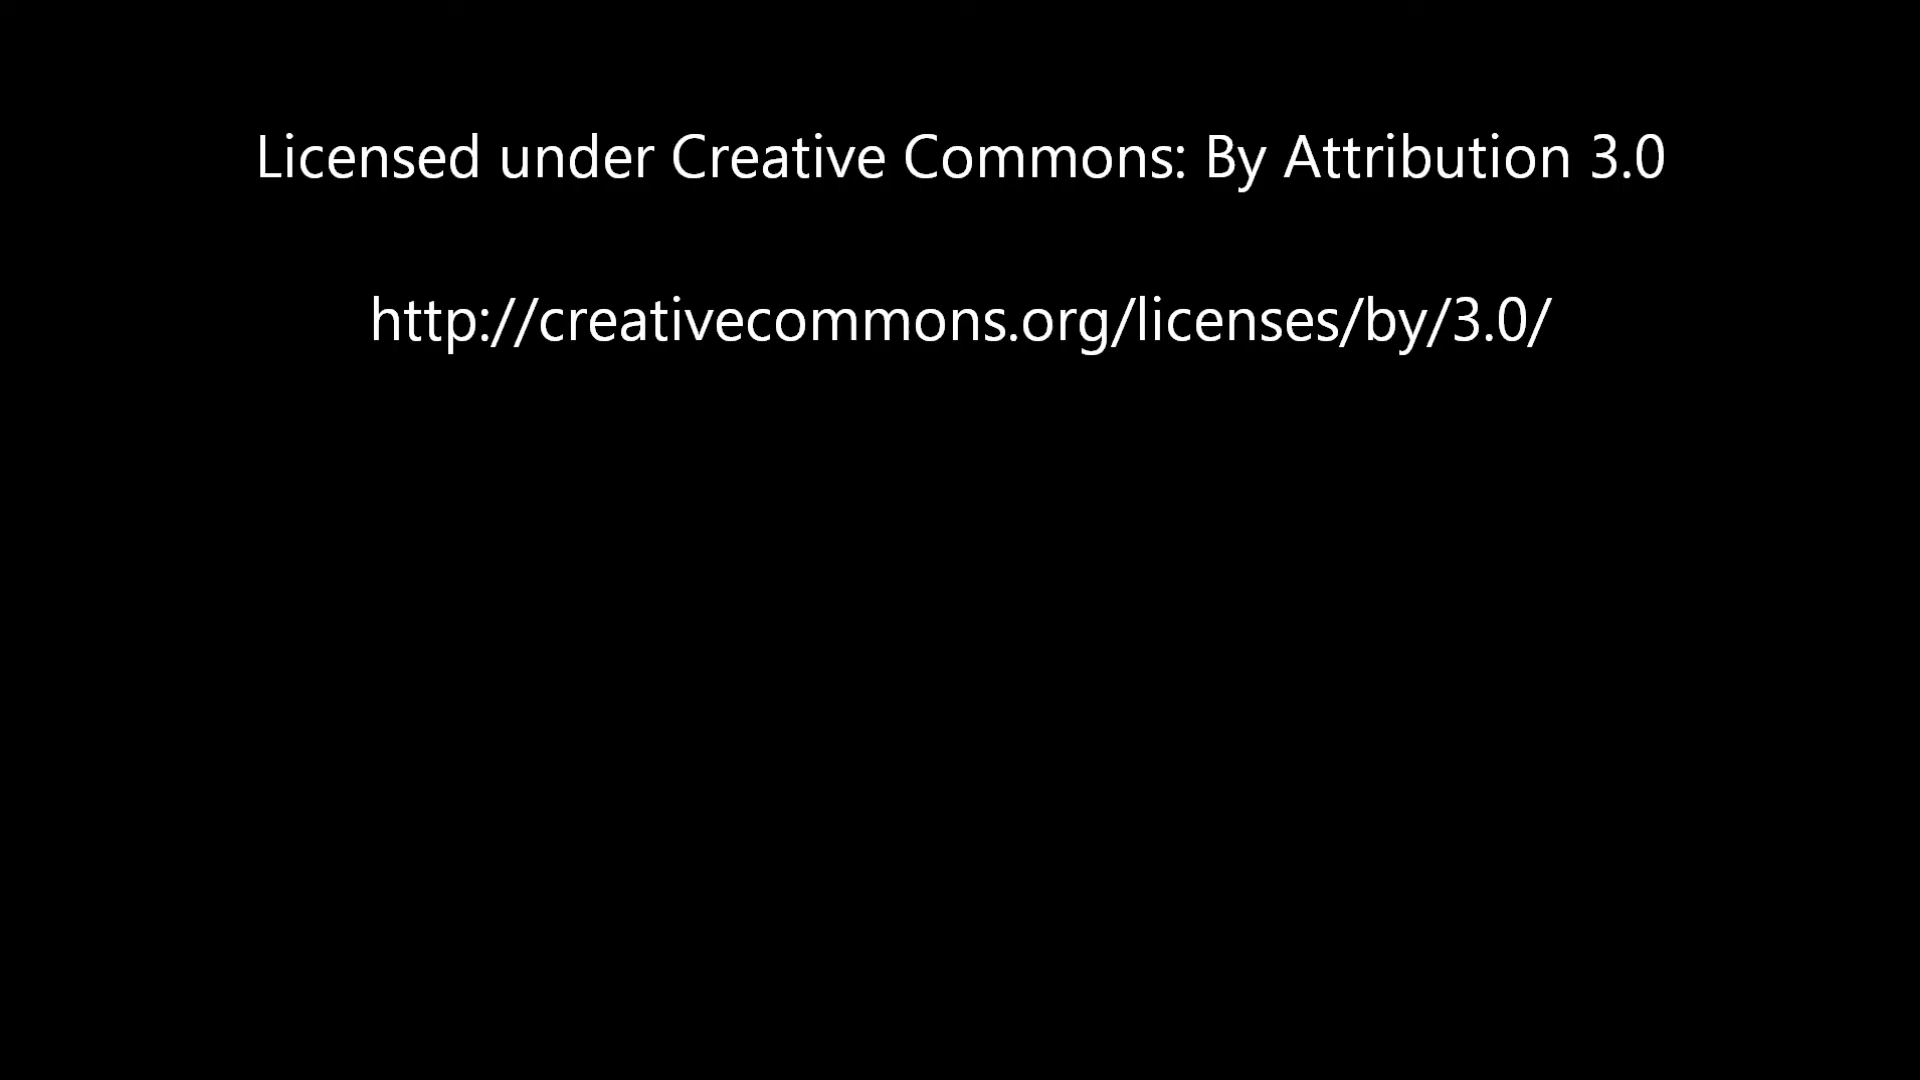 Licensed under Creative Commons: By Attribution 3.0
http://creativecommons.org/licenses/by/3.0/